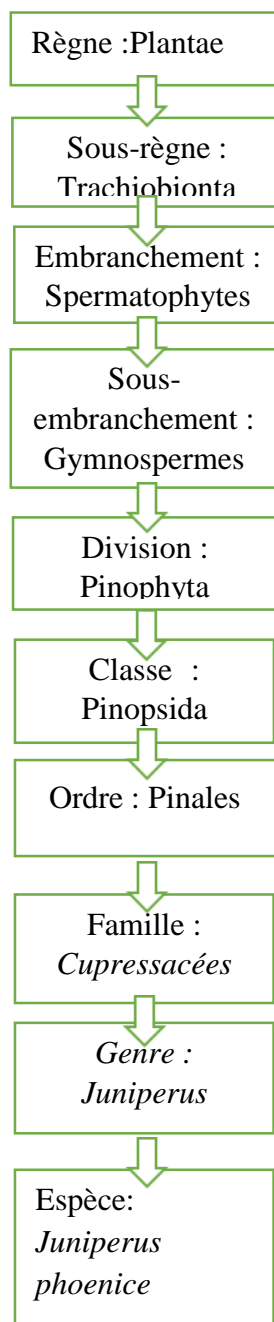 Règne :Plantae
Sous-règne :
Trachiobionta
Embranchement :
Spermatophytes
Sous-
embranchement :
Gymnospermes
Division :
Pinophyta
Classe :
Pinopsida
Ordre : Pinales
Famille :
Cupressacées
Genre :
Juniperus
Espèce:
Juniperus
phoenice